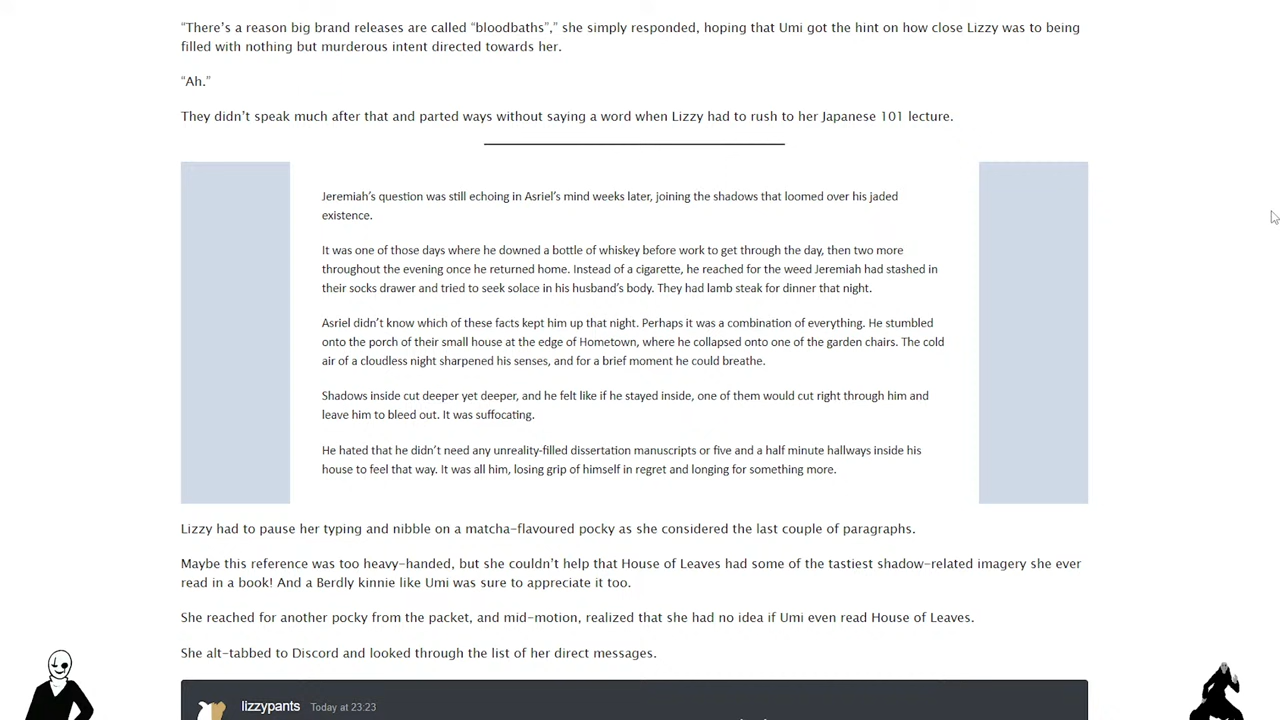 “There’s a reason big brand releases are called “bloodbaths”,” she simply responded, hoping that Umi got the hint on how close Lizzy was to being
filled with nothing but murderous intent directed towards her.
“Ah.”
They didn’t speak much after that and parted ways without saying a word when Lizzy had to rush to her Japanese 101 lecture.
Jeremiah’s question was still echoing in Asriel’s mind weeks later, joining the shadows that loomed over his jaded
existence.
It was one of those days where he downed a bottle of whiskey before work to get through the day, then two more
throughout the evening once he returned home. Instead of a cigarette, he reached for the weed Jeremiah had stashed in
their socks drawer and tried to seek solace in his husband’s body. They had lamb steak for dinner that night.
Asriel didn’t know which of these facts kept him up that night. Perhaps it was a combination of everything. He stumbled
onto the porch of their small house at the edge of Hometown, where he collapsed onto one of the garden chairs. The cold
air of a cloudless night sharpened his senses, and for a brief moment he could breathe.
Shadows inside cut deeper yet deeper, and he felt like if he stayed inside, one of them would cut right through him and
leave him to bleed out. It was suffocating.
He hated that he didn’t need any unreality-filled dissertation manuscripts or five and a half minute hallways inside his
house to feel that way. It was all him, losing grip of himself in regret and longing for something more.
Lizzy had to pause her typing and nibble on a matcha-flavoured pocky as she considered the last couple of paragraphs.
Maybe this reference was too heavy-handed, but she couldn’t help that House of Leaves had some of the tastiest shadow-related imagery she ever
read in a book! And a Berdly kinnie like Umi was sure to appreciate it too.
She reached for another pocky from the packet, and mid-motion, realized that she had no idea if Umi even read House of Leaves.
She alt-tabbed to Discord and looked through the list of her direct messages.
lizzypants Today at 23:23